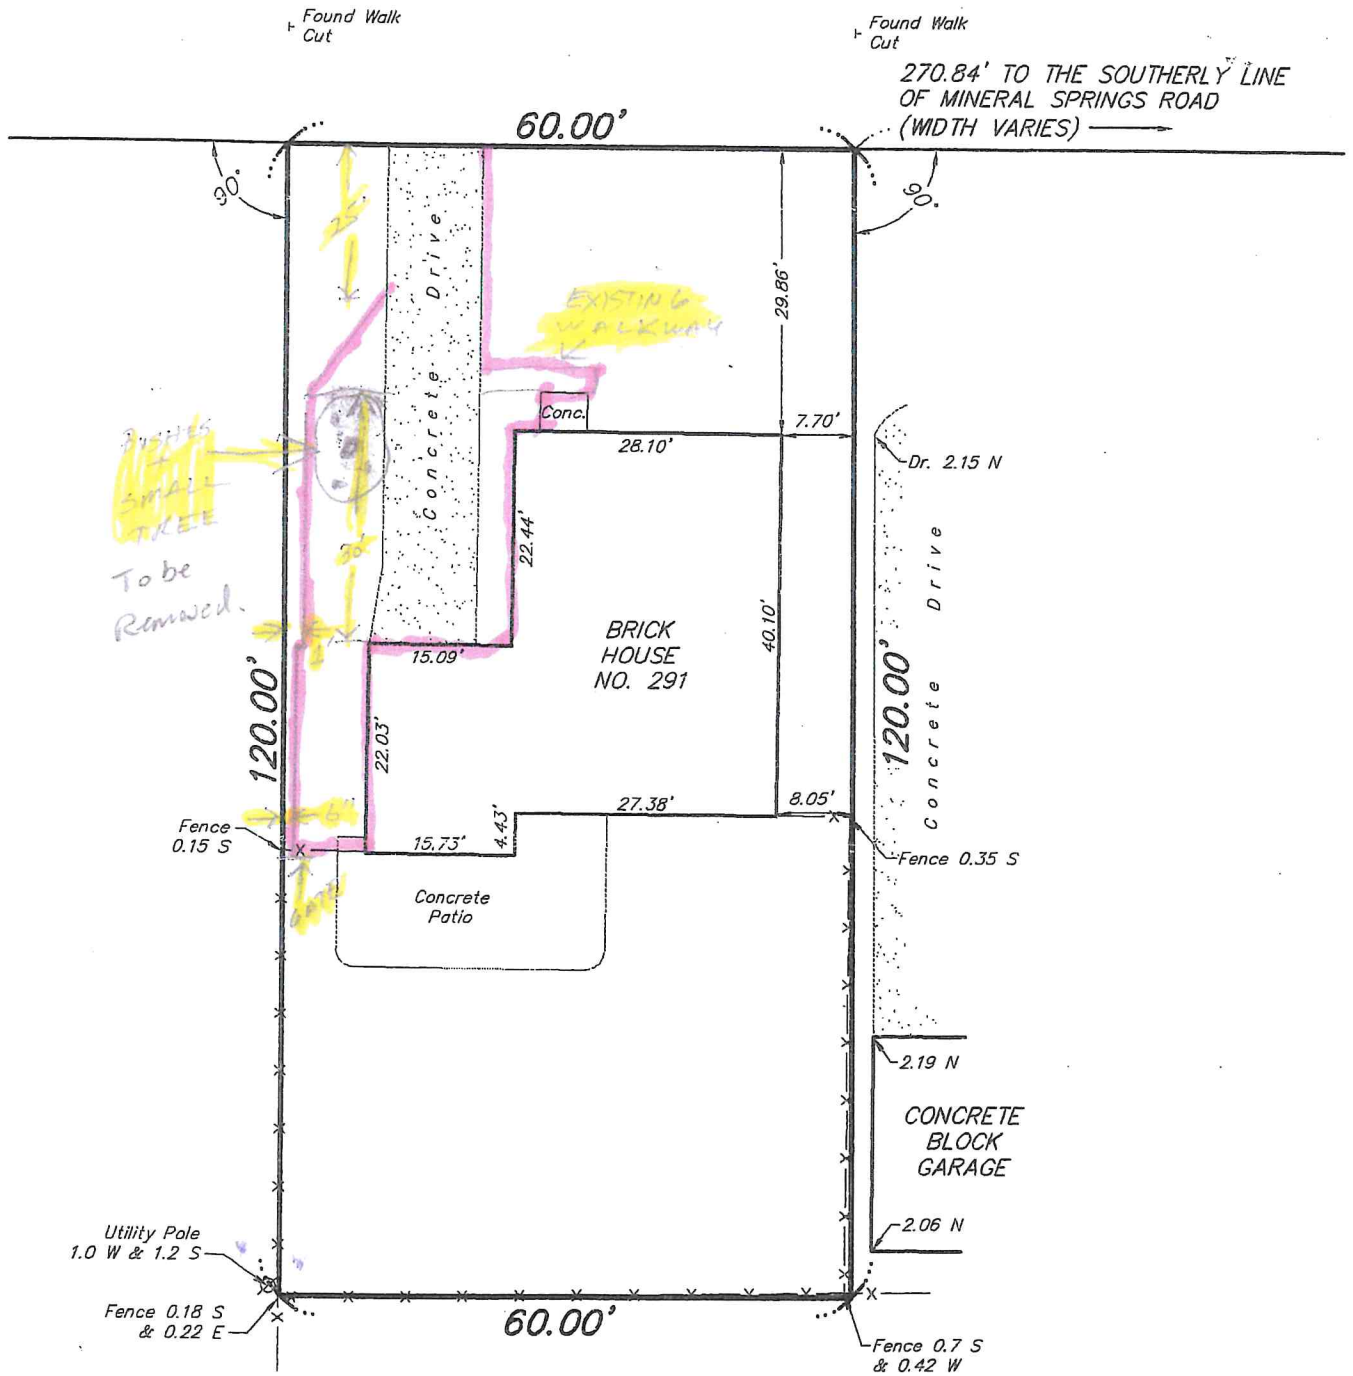 Found Walk
Cut
Found Walk
Cut
270.84' TO THE SOUTHERLY LINE
OF MINERAL SPRINGS ROAD
(WIDTH VARIES)
60.00'
90°
90°
25'
Concrete Drive
29.86'
EXISTING
WALKWAY
Conc.
28.10'
7.70'
Dr. 2.15 N
BUSHES
SMALL
TREE
To be
Removed.
30'
22.44'
40.10'
Concrete Drive
BRICK
HOUSE
NO. 291
1'
15.09'
120.00'
120.00'
22.03'
6"
27.38'
8.05'
Fence
0.15 S
15.73'
4.43'
Fence 0.35 S
GATE
Concrete
Patio
2.19 N
CONCRETE
BLOCK
GARAGE
2.06 N
Utility Pole
1.0 W & 1.2 S
Fence 0.18 S
& 0.22 E
60.00'
Fence 0.7 S
& 0.42 W